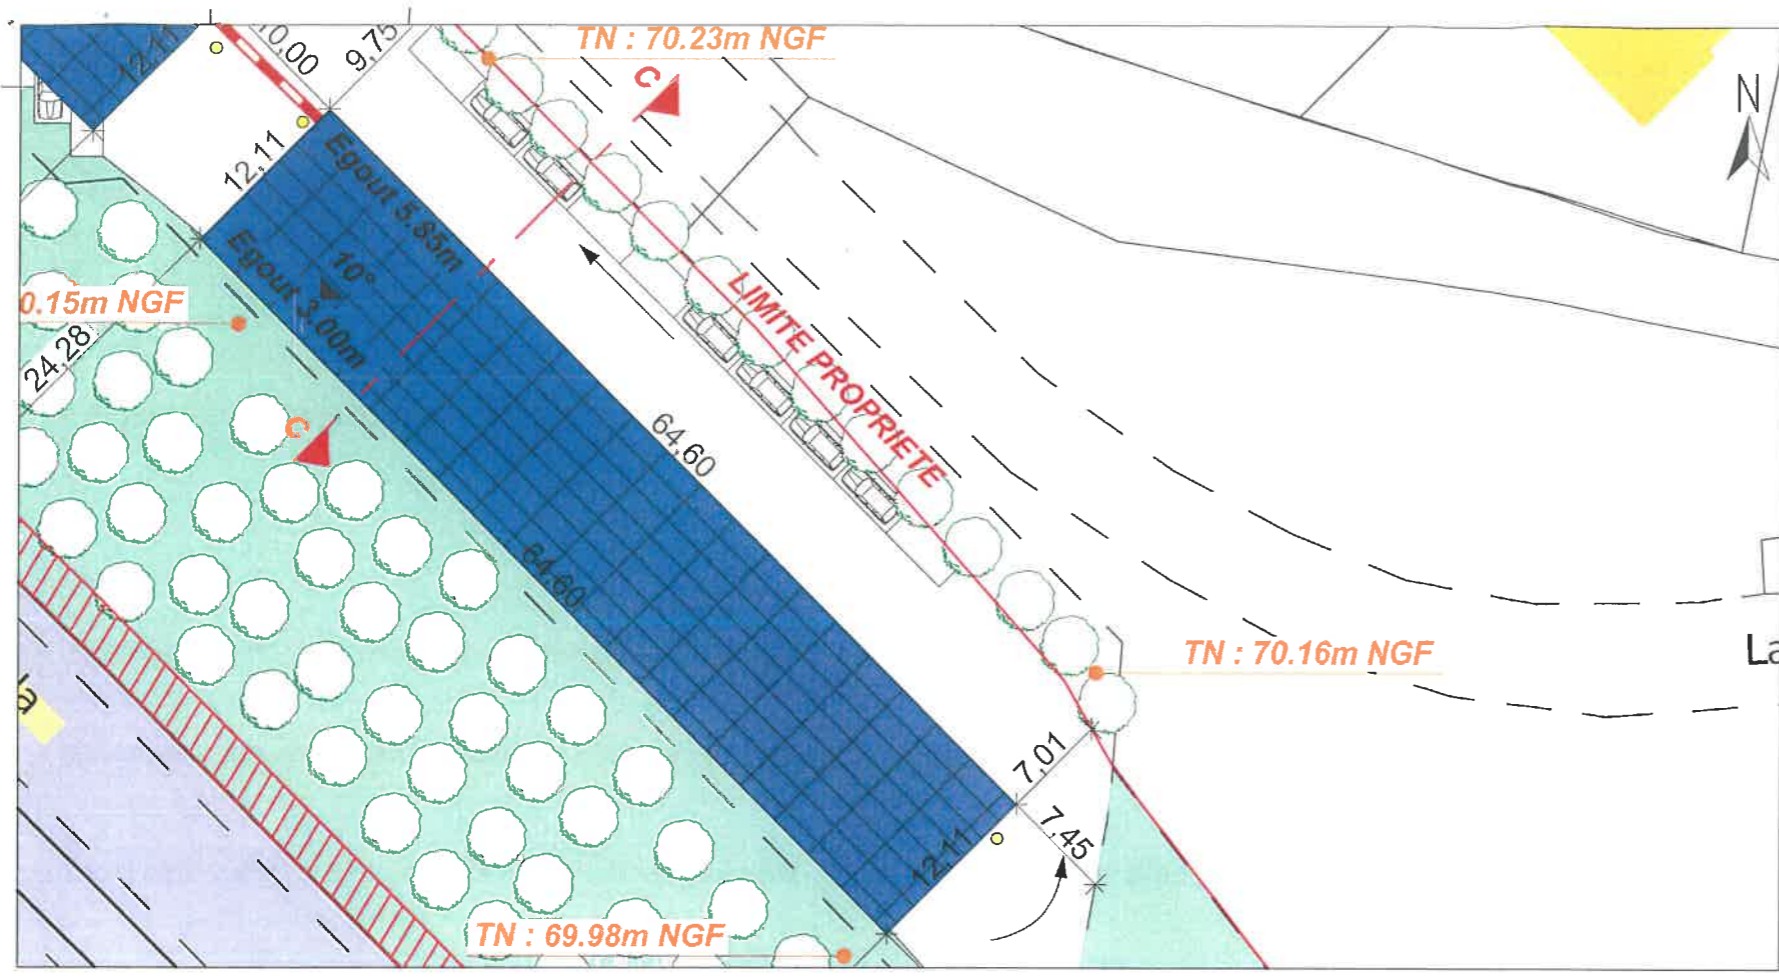 12,11
10,00
9,75
TN : 70.23m NGF
C
N
12,11
Egout 5.85m
Egout 3.00m
10°
0.15m NGF
24,28
LIMITE PROPRIETE
C
64,60
64,60
TN : 70.16m NGF
La
la
7,01
7,45
12,11
TN : 69.98m NGF